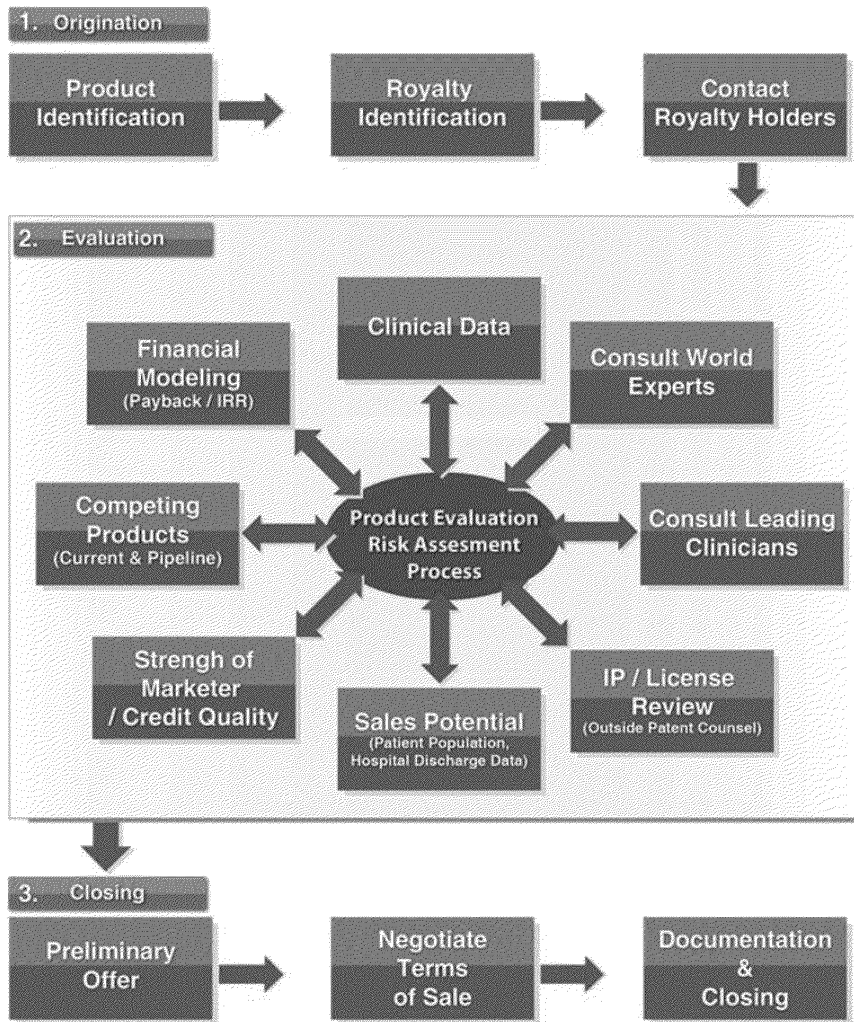 1. Origination
Product
Identification
Royalty
Identification
Contact
Royalty Holders
2. Evaluation
Clinical Data
Financial
Modeling
(Payback / IRR)
Consult World
Experts
Competing
Products
(Current & Pipeline)
Product Evaluation
Risk Assesment
Process
Consult Leading
Clinicians
Strengh of
Marketer
/ Credit Quality
Sales Potential
(Patient Population,
Hospital Discharge Data)
IP / License
Review
(Outside Patent Counsel)
3. Closing
Preliminary
Offer
Negotiate
Terms
of Sale
Documentation
&
Closing